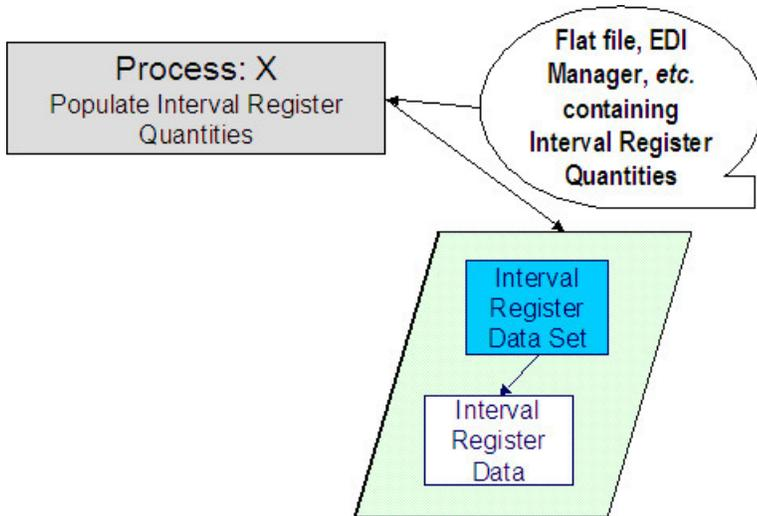 Process: X
Populate Interval Register
Quantities
Flat file, EDI
Manager, etc.
containing
Interval Register
Quantities
Interval
Register
Data Set
Interval
Register
Data